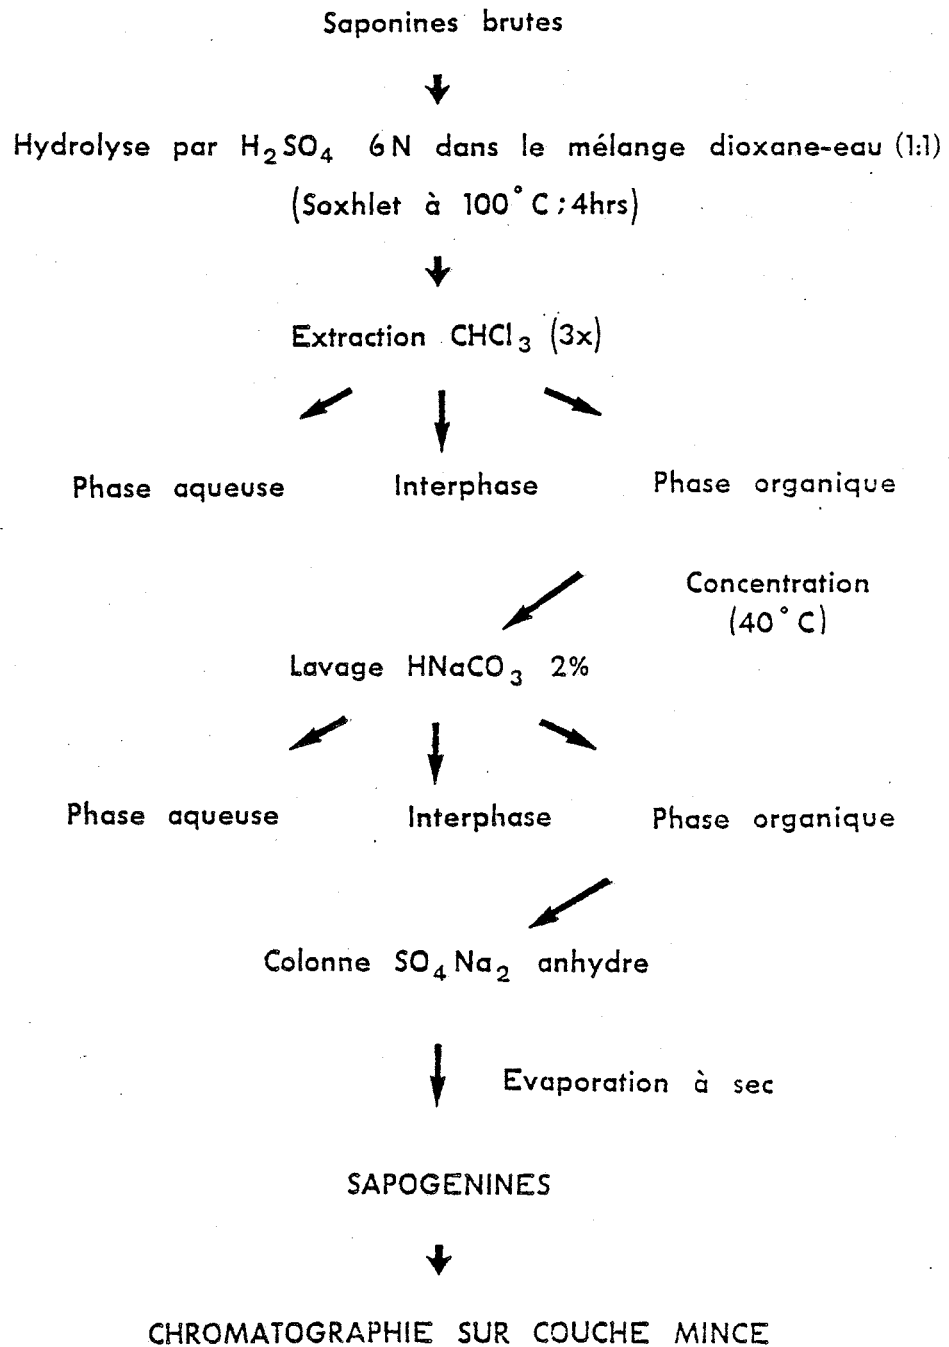 Saponines brutes
Hydrolyse par H₂SO₄ 6N dans le mélange dioxane-eau (1:1)
(Soxhlet à 100°C ; 4hrs)
Extraction CHCl₃ (3x)
Phase aqueuse Interphase Phase organique
Concentration
(40°C)
Lavage HNaCO₃ 2%
Phase aqueuse Interphase Phase organique
Colonne SO₄Na₂ anhydre
Evaporation à sec
SAPOGENINES
CHROMATOGRAPHIE SUR COUCHE MINCE